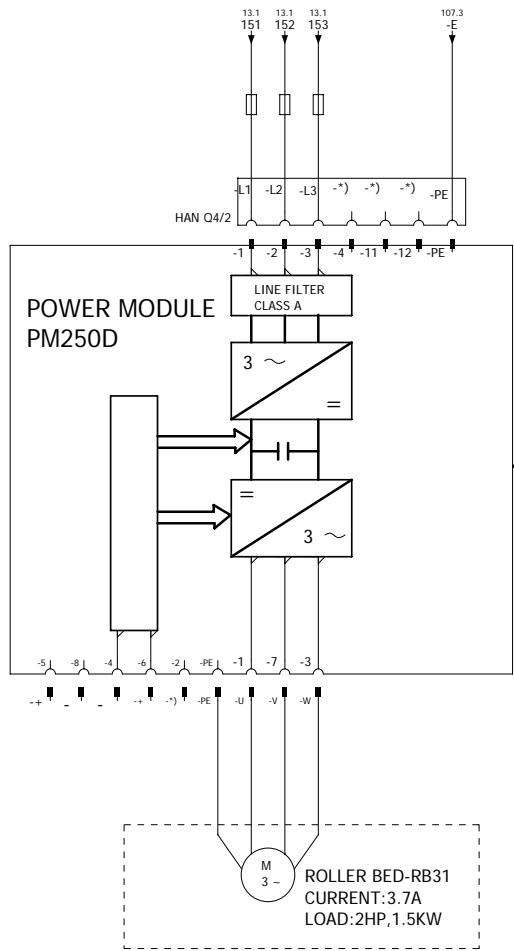 13.1 13.1 13.1 107.3
151 152 153 -E
-L1 -L2 -L3 -*) -*) -*) -PE
HAN Q4/2
-1 -2 -3 -4 -11 -12 -PE
LINE FILTER
CLASS A
POWER MODULE
PM250D
3 ~
=
=
3 ~
-5 -8 -4 -6 -2 -PE -1 -7 -3
-+ - - -+ -*) -PE -U -V -W
M
3 ~
ROLLER BED-RB31
CURRENT:3.7A
LOAD:2HP,1.5KW